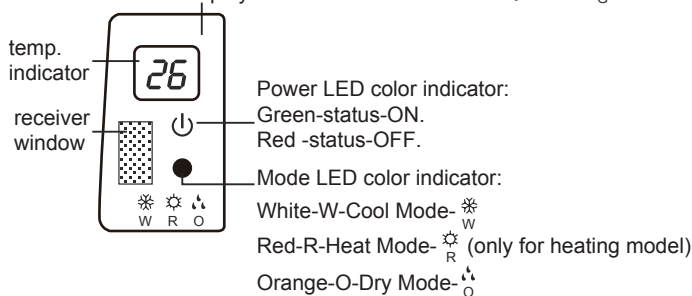 temp.
indicator
26
receiver
window
Power LED color indicator:
Green-status-ON.
Red -status-OFF.
Mode LED color indicator:
White-W-Cool Mode- W
Red-R-Heat Mode- R (only for heating model)
Orange-O-Dry Mode- O
W R O